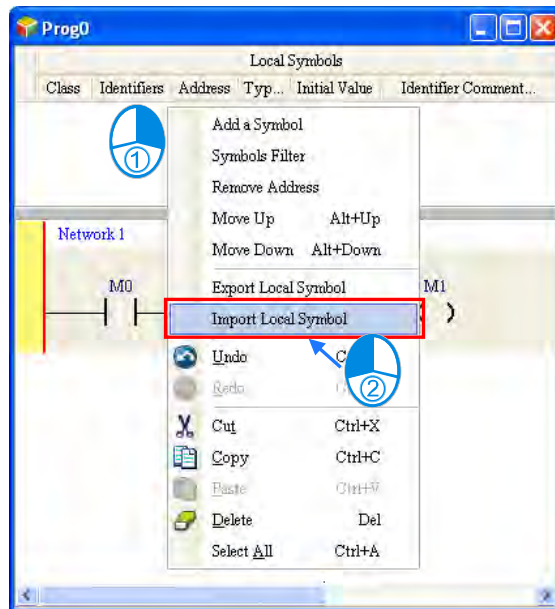 Prog0
Local Symbols
Class Identifiers Address Typ... Initial Value Identifier Comment...
①
Add a Symbol
Symbols Filter
Remove Address
Move Up Alt+Up
Move Down Alt+Down
Network 1
M0
M1
Export Local Symbol
Import Local Symbol
Undo
②
Redo
Cut Ctrl+X
Copy Ctrl+C
Paste Ctrl+V
Delete Del
Select All Ctrl+A